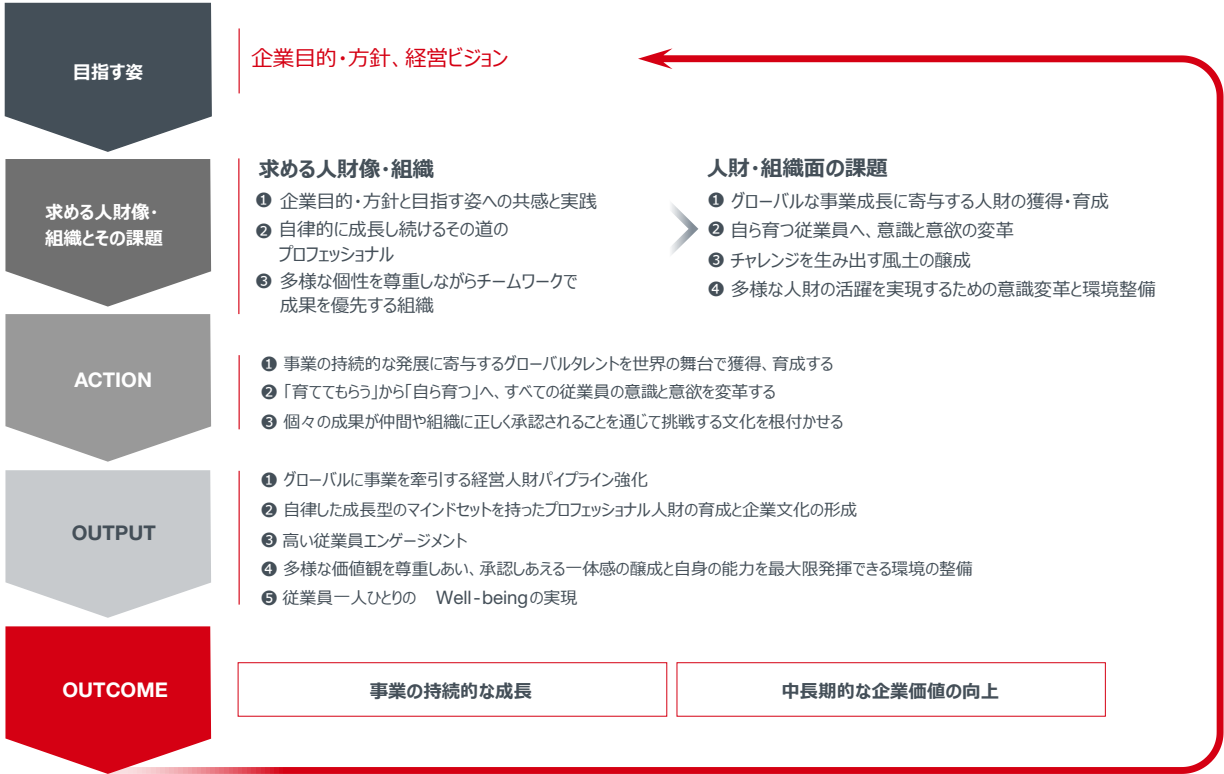 目指す姿
企業目的・方針、経営ビジョン
求める人財像・
組織とその課題
求める人財像・組織
❶ 企業目的・方針と目指す姿への共感と実践
❷ 自律的に成長し続けるその道の
プロフェッショナル
❸ 多様な個性を尊重しながらチームワークで
成果を優先する組織
人財・組織面の課題
❶ グローバルな事業成長に寄与する人財の獲得・育成
❷ 自ら育つ従業員へ、意識と意欲の変革
❸ チャレンジを生み出す風土の醸成
❹ 多様な人財の活躍を実現するための意識変革と環境整備
ACTION
❶ 事業の持続的な発展に寄与するグローバルタレントを世界の舞台で獲得、育成する
❷ 「育ててもらう」から「自ら育つ」へ、すべての従業員の意識と意欲を変革する
❸ 個々の成果が仲間や組織に正しく承認されることを通じて挑戦する文化を根付かせる
OUTPUT
❶ グローバルに事業を牽引する経営人財パイプライン強化
❷ 自律した成長型のマインドセットを持ったプロフェッショナル人財の育成と企業文化の形成
❸ 高い従業員エンゲージメント
❹ 多様な価値観を尊重しあい、承認しあえる一体感の醸成と自身の能力を最大限発揮できる環境の整備
❺ 従業員一人ひとりの Well-beingの実現
OUTCOME
事業の持続的な成長
中長期的な企業価値の向上